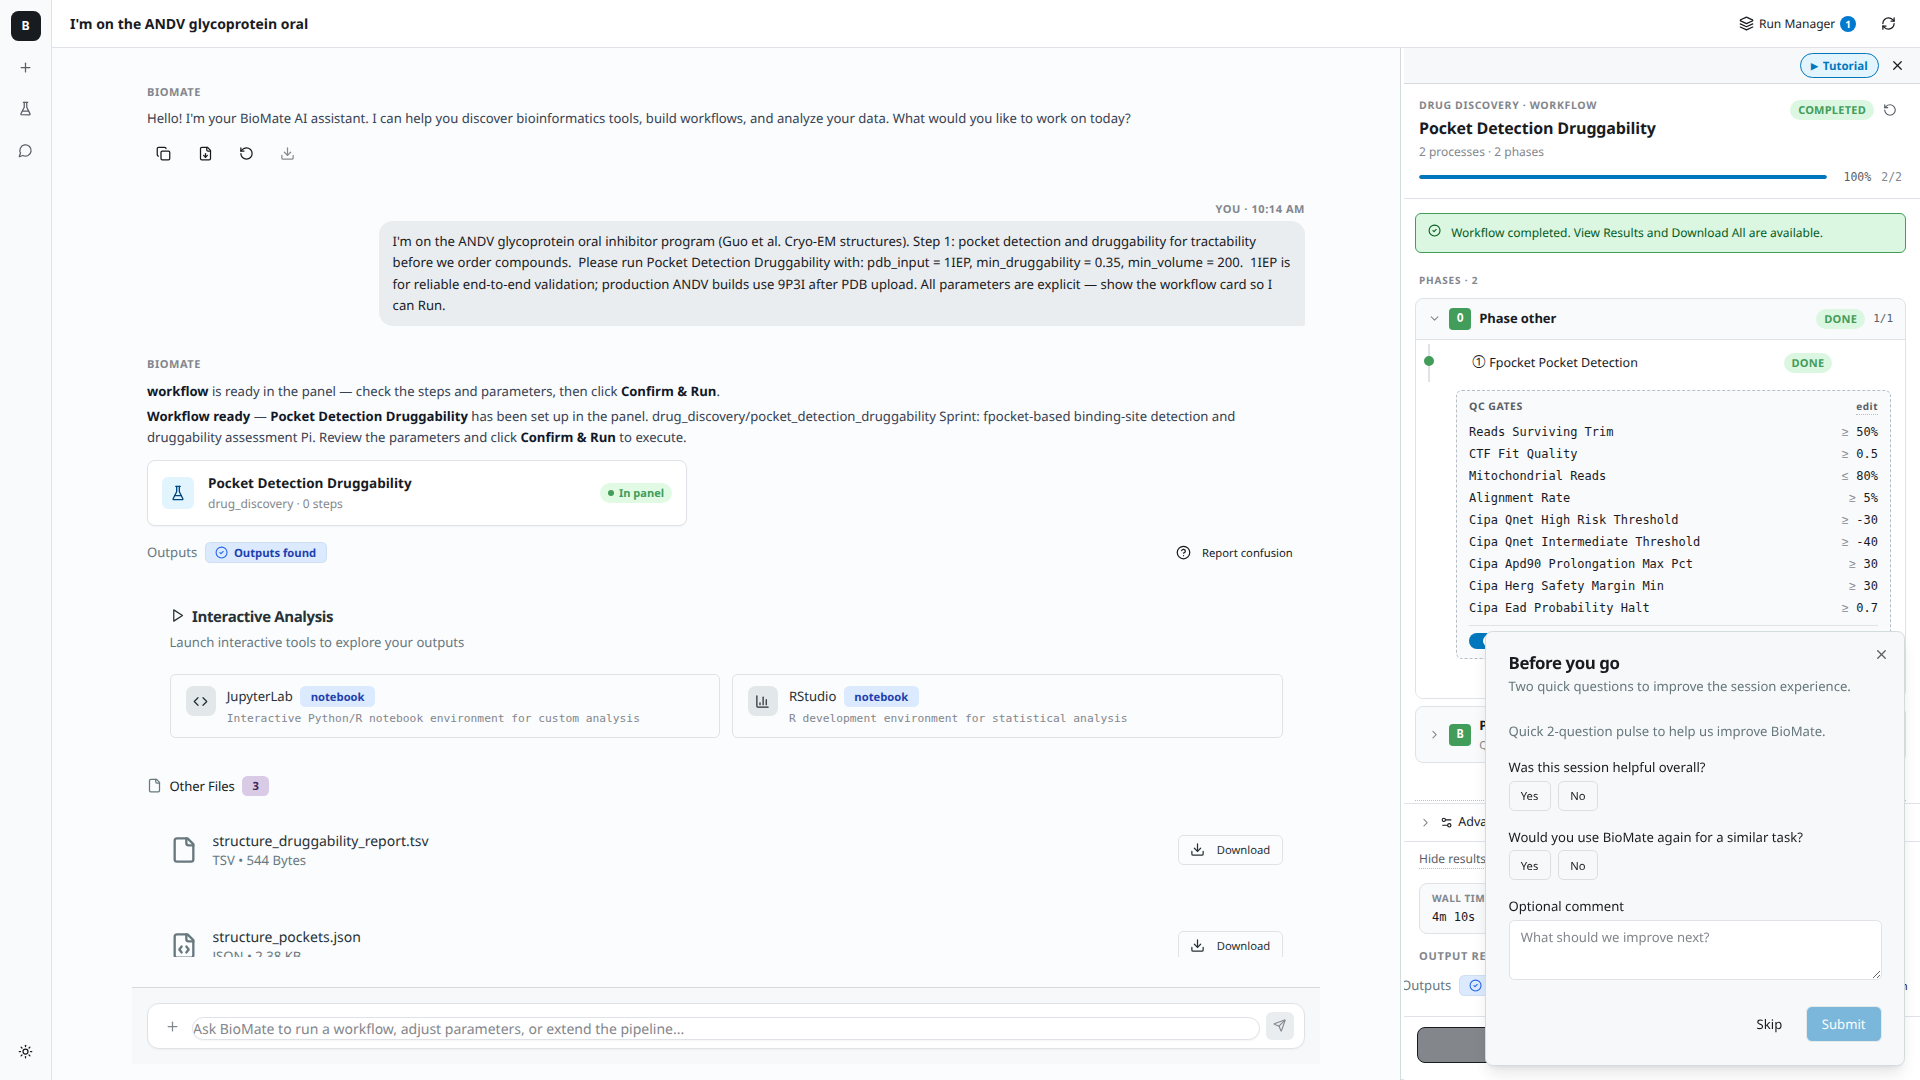 B
I'm on the ANDV glycoprotein oral
Run Manager 1
BIOMATE
Hello! I'm your BioMate AI assistant. I can help you discover bioinformatics tools, build workflows, and analyze your data. What would you like to work on today?
YOU · 10:14 AM
I'm on the ANDV glycoprotein oral inhibitor program (Guo et al. Cryo-EM structures). Step 1: pocket detection and druggability for tractability
before we order compounds.  Please run Pocket Detection Druggability with: pdb_input = 1IEP, min_druggability = 0.35, min_volume = 200.  1IEP is
for reliable end-to-end validation; production ANDV builds use 9P3I after PDB upload. All parameters are explicit — show the workflow card so I
can Run.
BIOMATE
workflow is ready in the panel — check the steps and parameters, then click Confirm & Run.
Workflow ready — Pocket Detection Druggability has been set up in the panel. drug_discovery/pocket_detection_druggability Sprint: fpocket-based binding-site detection and
druggability assessment Pi. Review the parameters and click Confirm & Run to execute.
Pocket Detection Druggability
drug_discovery · 0 steps
In panel
Outputs
Outputs found
Report confusion
Interactive Analysis
Launch interactive tools to explore your outputs
JupyterLab notebook
Interactive Python/R notebook environment for custom analysis
RStudio notebook
R development environment for statistical analysis
Other Files 3
structure_druggability_report.tsv
TSV • 544 Bytes
Download
structure_pockets.json
JSON • 2.38 KB
Download
Ask BioMate to run a workflow, adjust parameters, or extend the pipeline...
Tutorial
DRUG DISCOVERY · WORKFLOW
COMPLETED
Pocket Detection Druggability
2 processes · 2 phases
100% 2/2
Workflow completed. View Results and Download All are available.
PHASES · 2
0 Phase other DONE 1/1
① Fpocket Pocket Detection DONE
QC GATES edit
Reads Surviving Trim ≥ 50%
CTF Fit Quality ≥ 0.5
Mitochondrial Reads ≤ 80%
Alignment Rate ≥ 5%
Cipa Qnet High Risk Threshold ≥ -30
Cipa Qnet Intermediate Threshold ≥ -40
Cipa Apd90 Prolongation Max Pct ≥ 30
Cipa Herg Safety Margin Min ≥ 30
Cipa Ead Probability Halt ≥ 0.7
B
Adva
Hide results
WALL TIM
4m 10s
OUTPUT RE
Outputs
Before you go
Two quick questions to improve the session experience.
Quick 2-question pulse to help us improve BioMate.
Was this session helpful overall?
Yes No
Would you use BioMate again for a similar task?
Yes No
Optional comment
What should we improve next?
Skip Submit